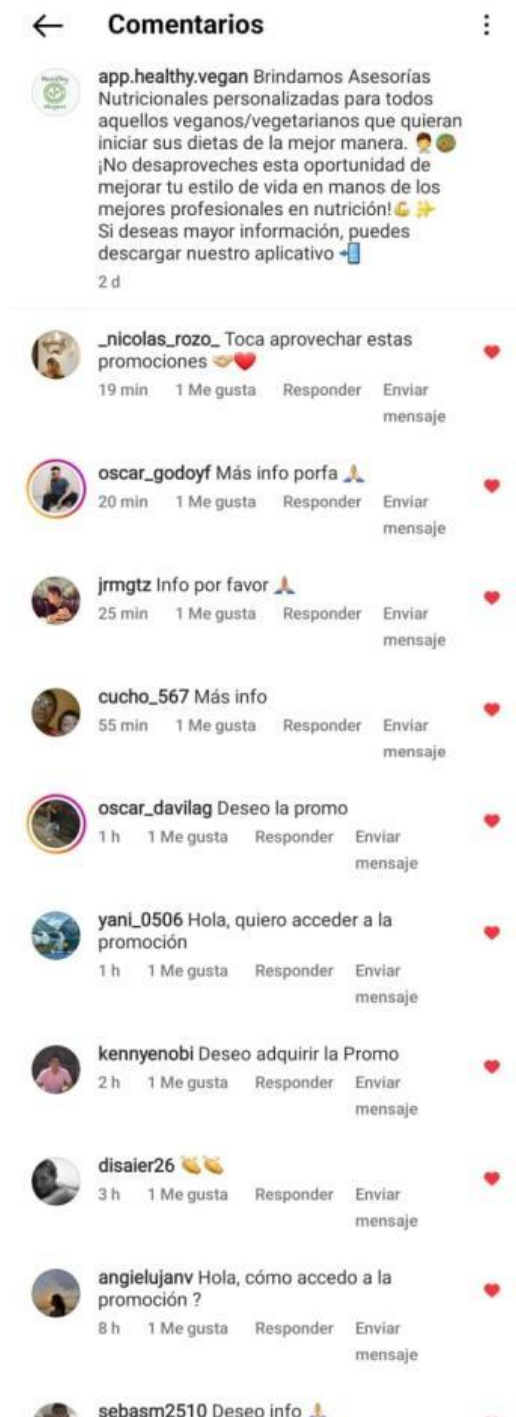 Comentarios
app.healthy.vegan Brindamos Asesorías
Nutricionales personalizadas para todos
aquellos veganos/vegetarianos que quieran
iniciar sus dietas de la mejor manera. 🧑‍🍳🥘
¡No desaproveches esta oportunidad de
mejorar tu estilo de vida en manos de los
mejores profesionales en nutrición!💪✨
Si deseas mayor información, puedes
descargar nuestro aplicativo 📲
2 d
_nicolas_rozo_ Toca aprovechar estas
promociones 🤝❤️
19 min 1 Me gusta Responder Enviar
mensaje
oscar_godoyf Más info porfa 🙏
20 min 1 Me gusta Responder Enviar
mensaje
jrmgtz Info por favor 🙏
25 min 1 Me gusta Responder Enviar
mensaje
cucho_567 Más info
55 min 1 Me gusta Responder Enviar
mensaje
oscar_davilag Deseo la promo
1 h 1 Me gusta Responder Enviar
mensaje
yani_0506 Hola, quiero acceder a la
promoción
1 h 1 Me gusta Responder Enviar
mensaje
kennyenobi Deseo adquirir la Promo
2 h 1 Me gusta Responder Enviar
mensaje
disaier26 👏👏
3 h 1 Me gusta Responder Enviar
mensaje
angielujanv Hola, cómo accedo a la
promoción ?
8 h 1 Me gusta Responder Enviar
mensaje
sebasm2510 Deseo info 🙏